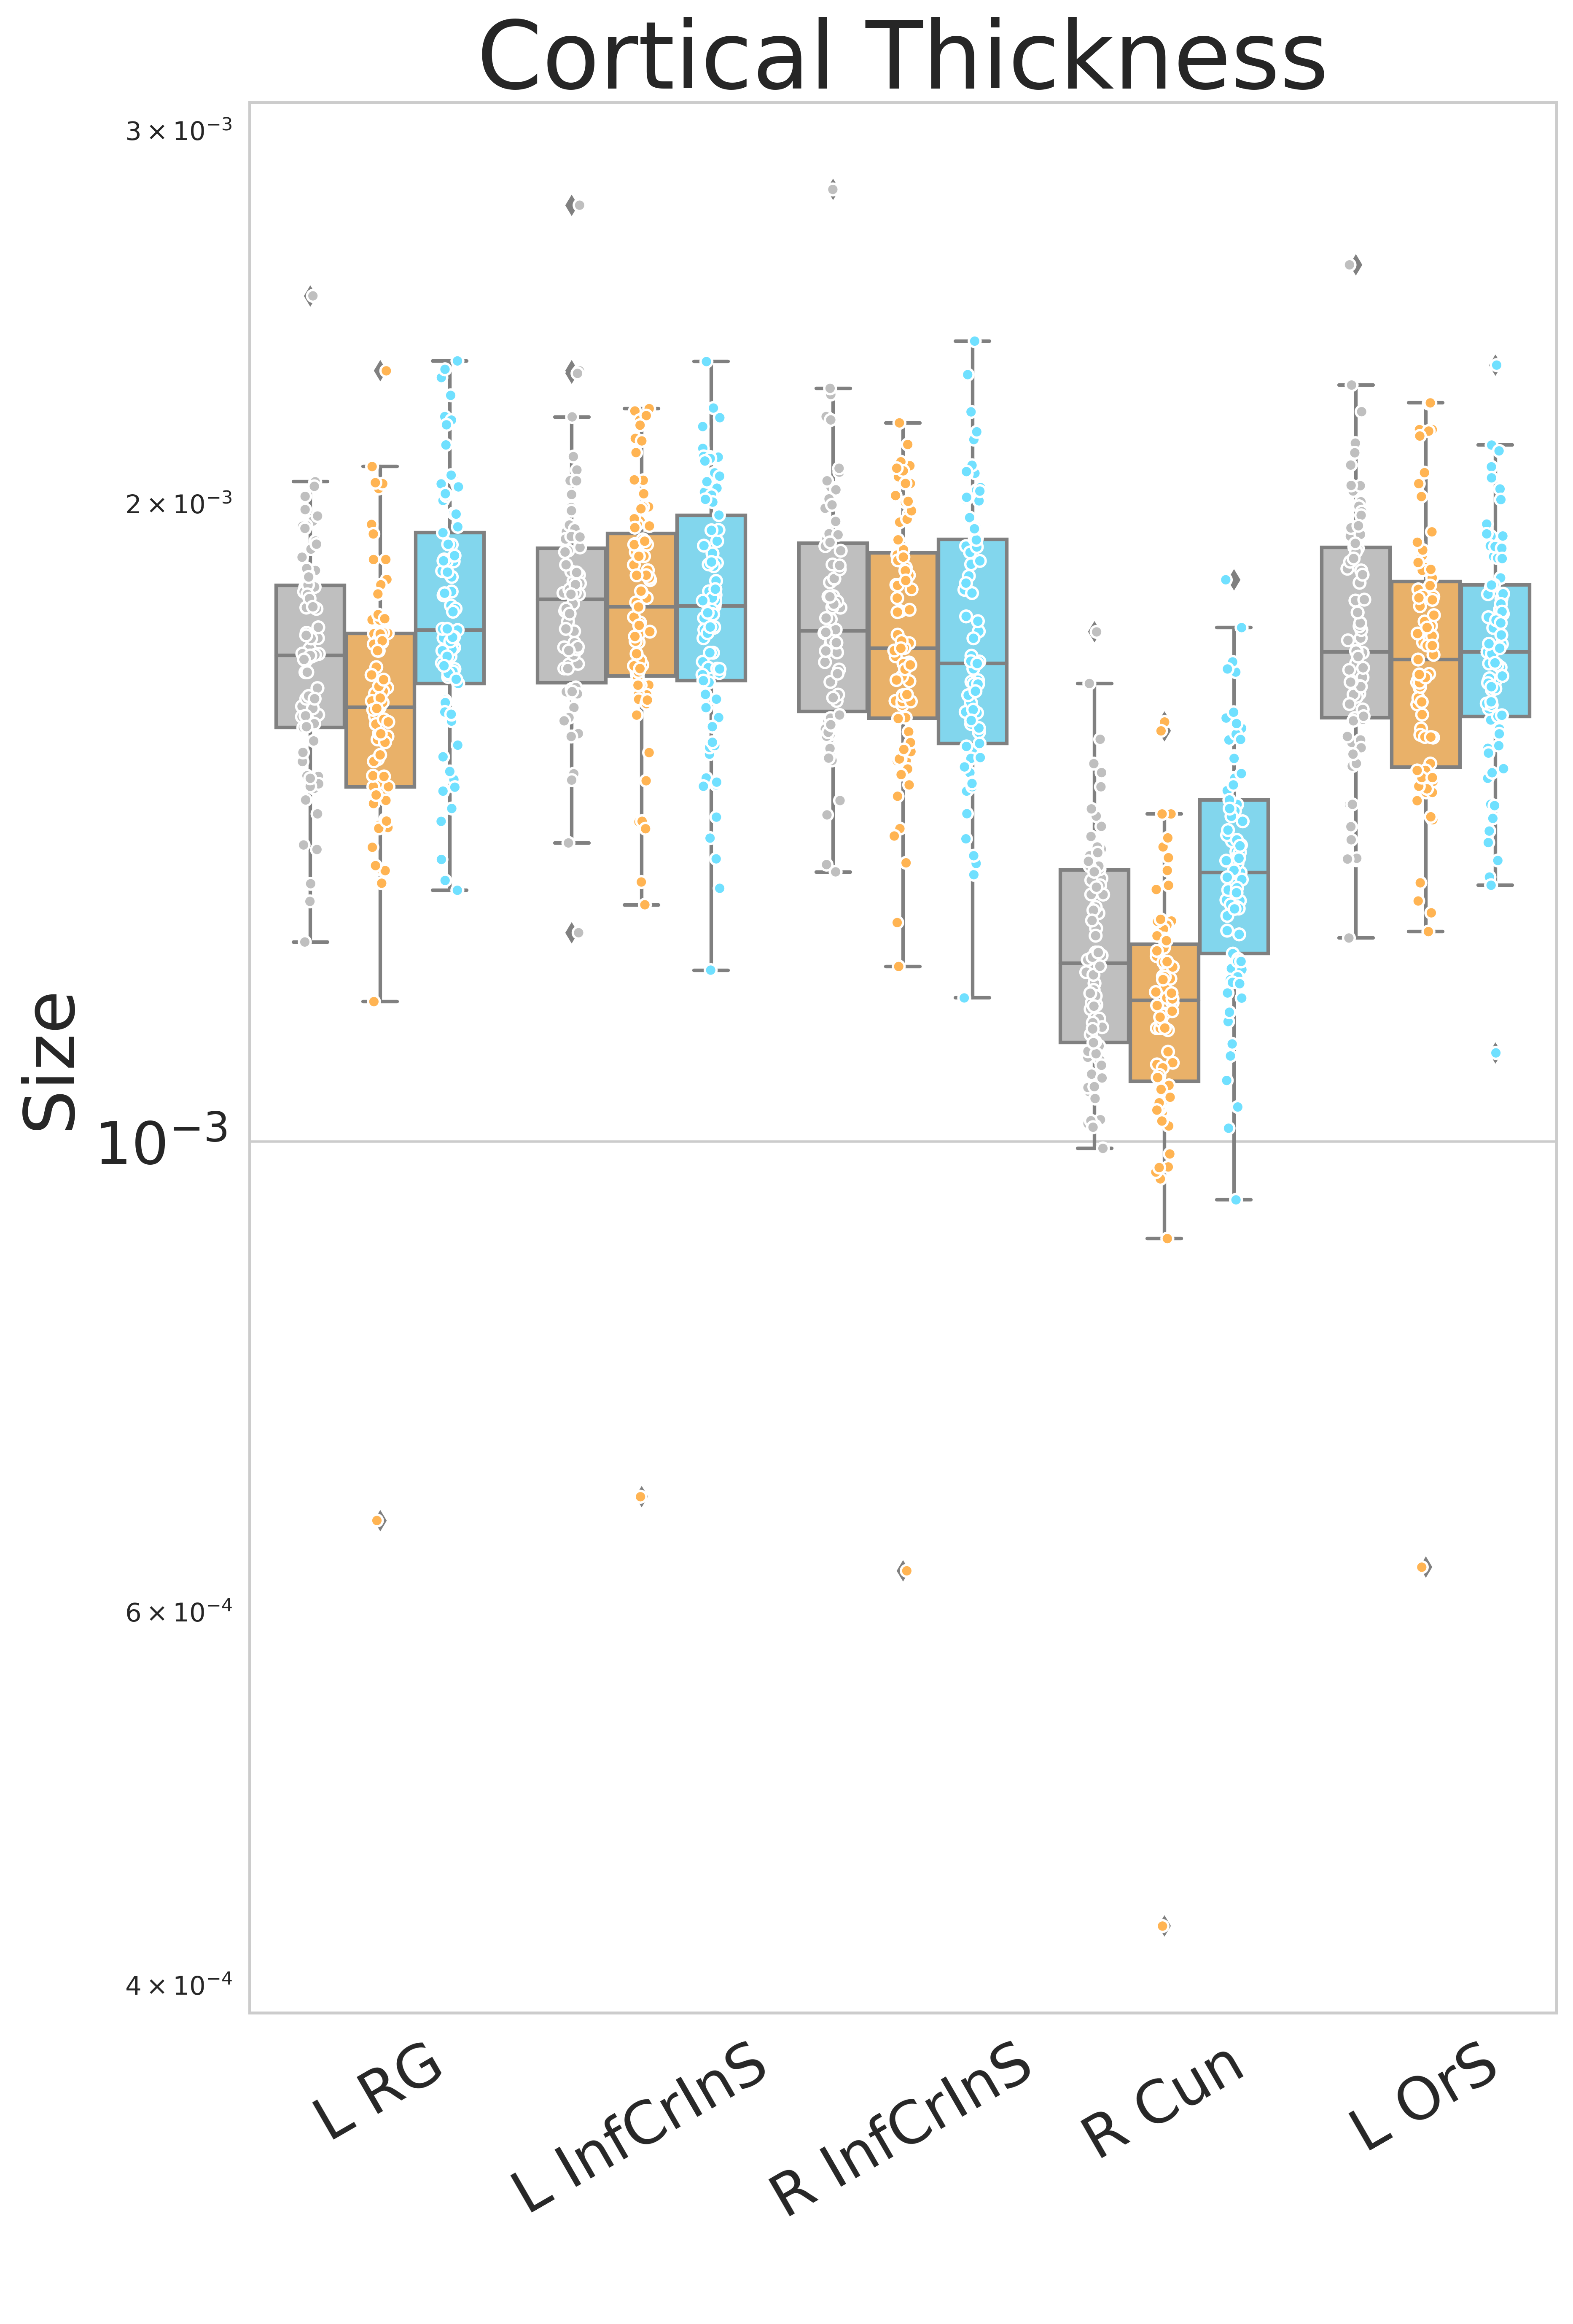 Cortical Thickness
3 × 10⁻³
2 × 10⁻³
Size
10⁻³
6 × 10⁻⁴
4 × 10⁻⁴
L RG
L InfCrInS
R InfCrInS
R Cun
L OrS